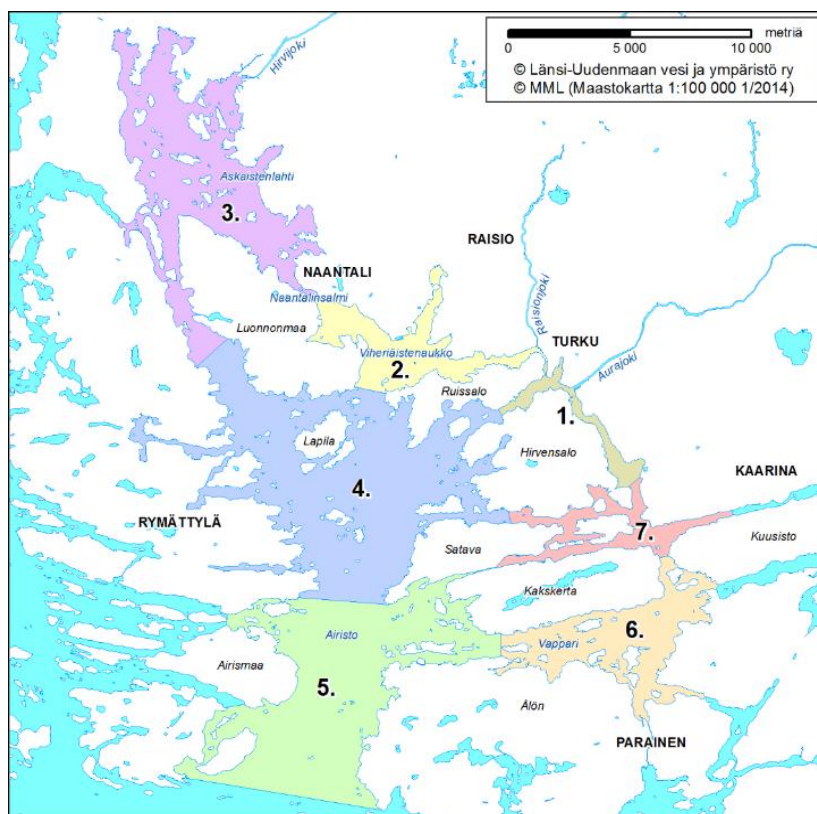 metriä
0 5 000 10 000
© Länsi-Uudenmaan vesi ja ympäristö ry
© MML (Maastokartta 1:100 000 1/2014)
Hirvijoki
Askaistenlahti
3.
RAISIO
NAANTALI
Naantalinsalmi
Raisionjoki
Luonnonmaa
TURKU
Viheriäistenaukko
Aurajoki
2.
Ruissalo
1.
Lapila
Hirvensalo
KAARINA
4.
RYMÄTTYLÄ
7.
Kuusisto
Satava
Kakskerta
Airisto
6.
Vappari
Airismaa
5.
Ålön
PARAINEN